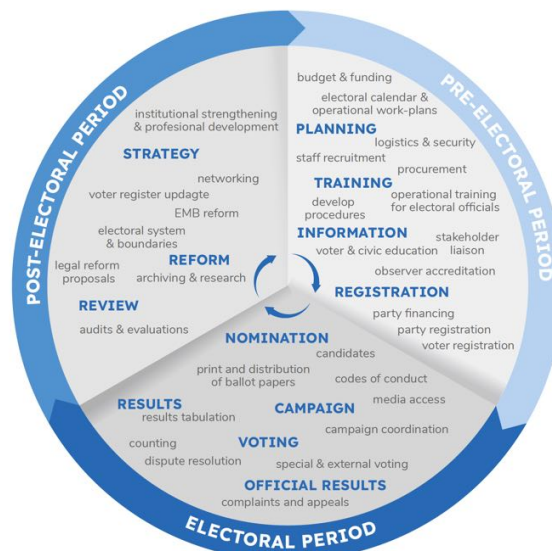 PRE-ELECTORAL PERIOD
budget & funding
electoral calendar &
operational work-plans
PLANNING
logistics & security
staff recruitment
procurement
TRAINING
operational training
for electoral officials
develop
procedures
INFORMATION
stakeholder
liaison
voter & civic education
observer accreditation
REGISTRATION
party financing
party registration
voter registration
ELECTORAL PERIOD
NOMINATION
candidates
print and distribution
of ballot papers
codes of conduct
media access
RESULTS
CAMPAIGN
results tabulation
campaign coordination
counting
VOTING
dispute resolution
special & external voting
OFFICIAL RESULTS
complaints and appeals
POST-ELECTORAL PERIOD
institutional strengthening
& profesional development
STRATEGY
networking
voter register updagte
EMB reform
electoral system
& boundaries
REFORM
legal reform
proposals
archiving & research
REVIEW
audits & evaluations